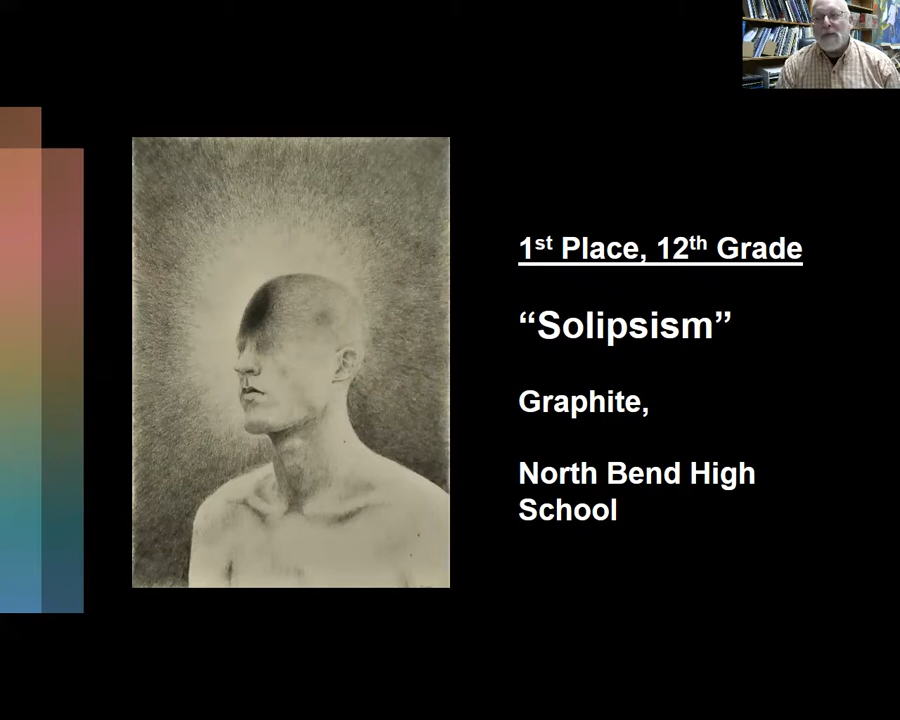 1st Place, 12th Grade
“Solipsism”
Graphite,
North Bend High
School